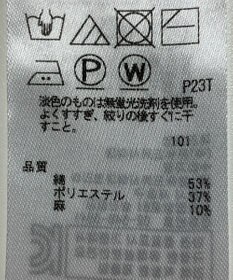 P W
P23T
淡色のものは無蛍光洗剤を使用。
よくすすぎ、絞りの後すぐに干
すこと。
101
品質
綿 53%
ポリエステル 37%
麻 10%